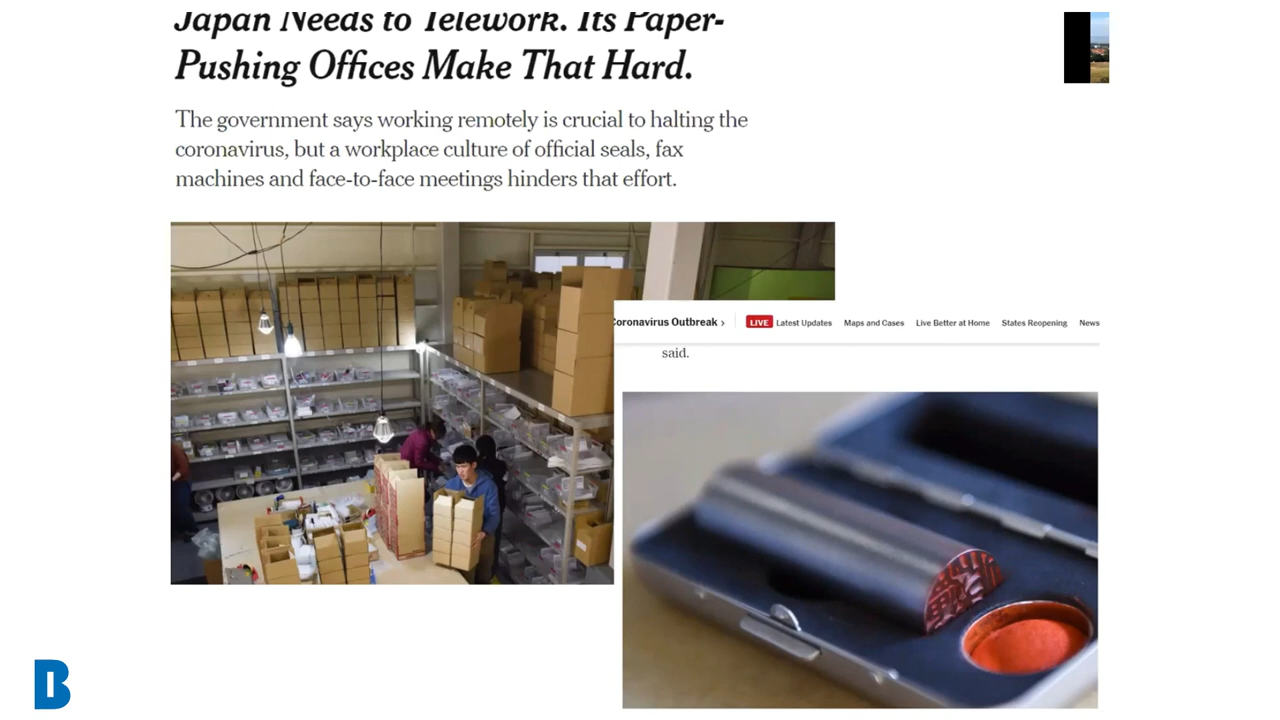 Japan Needs to Telework. Its Paper-
Pushing Offices Make That Hard.
The government says working remotely is crucial to halting the
coronavirus, but a workplace culture of official seals, fax
machines and face-to-face meetings hinders that effort.
Coronavirus Outbreak › LIVE Latest Updates Maps and Cases Live Better at Home States Reopening News
said.
B